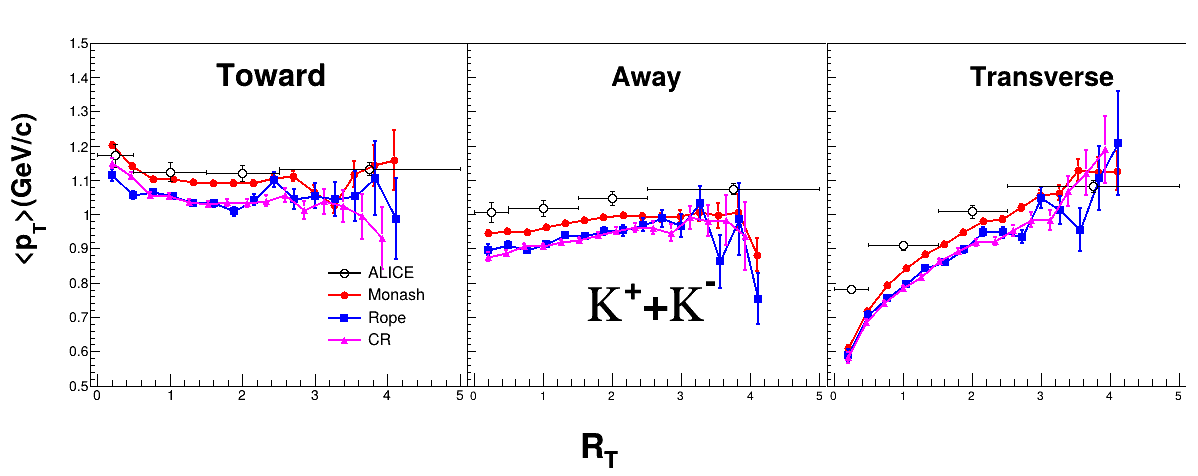 Toward
Away
Transverse
<p_T>(GeV/c)
1.5
1.4
1.3
1.2
1.1
1
0.9
0.8
0.7
0.6
0.5
ALICE
Monash
Rope
CR
K^+ + K^-
0 1 2 3 4 5
0 1 2 3 4 5
0 1 2 3 4 5
R_T